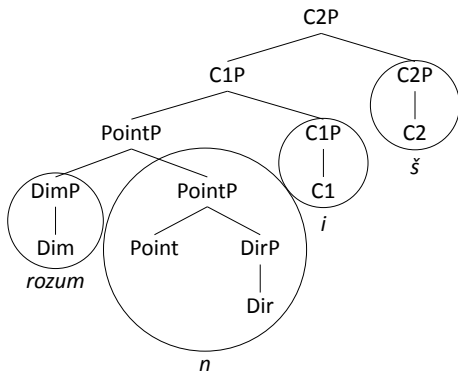 C2P
C1P C2P
PointP C1P C2
DimP PointP C1 š
Dim Point DirP i
rozum Dir
n